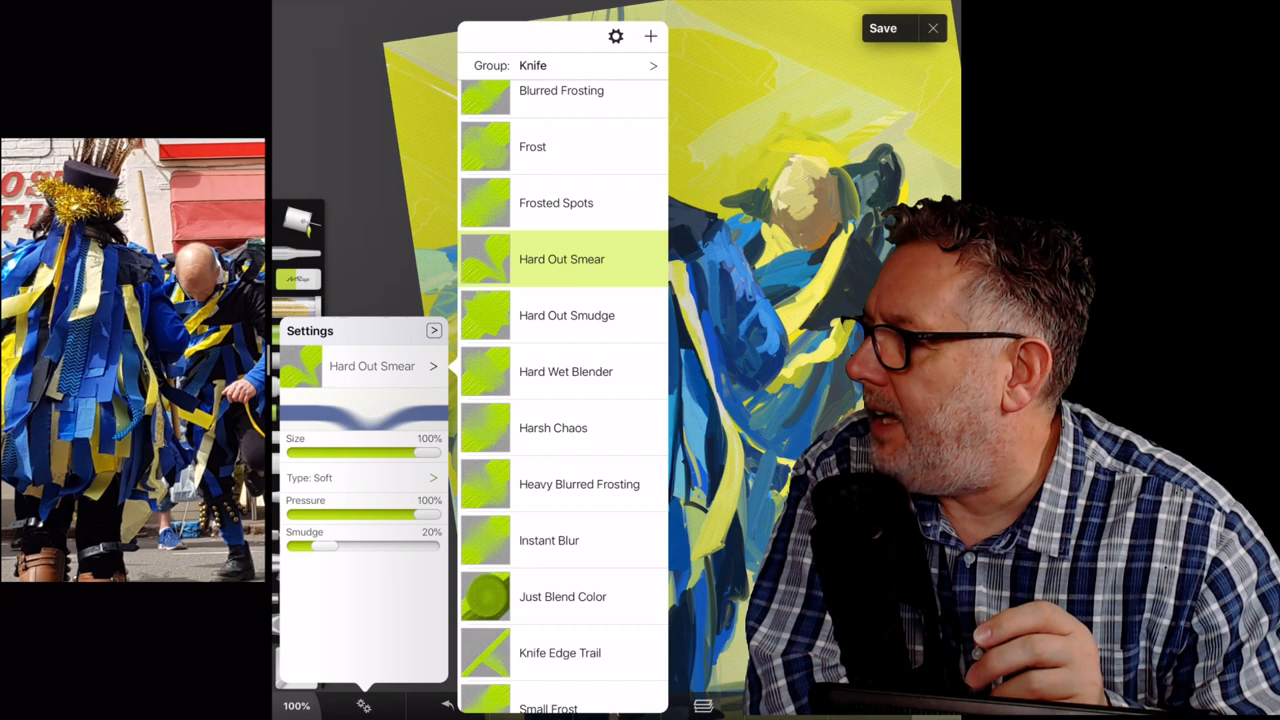 Save
Group: Knife >
Blurred Frosting
Frost
Frosted Spots
Hard Out Smear
Hard Out Smudge
Hard Wet Blender
Harsh Chaos
Heavy Blurred Frosting
Instant Blur
Just Blend Color
Knife Edge Trail
Small Frost
ArtRage
Settings
Hard Out Smear >
Size 100%
Type: Soft >
Pressure 100%
Smudge 20%
100%